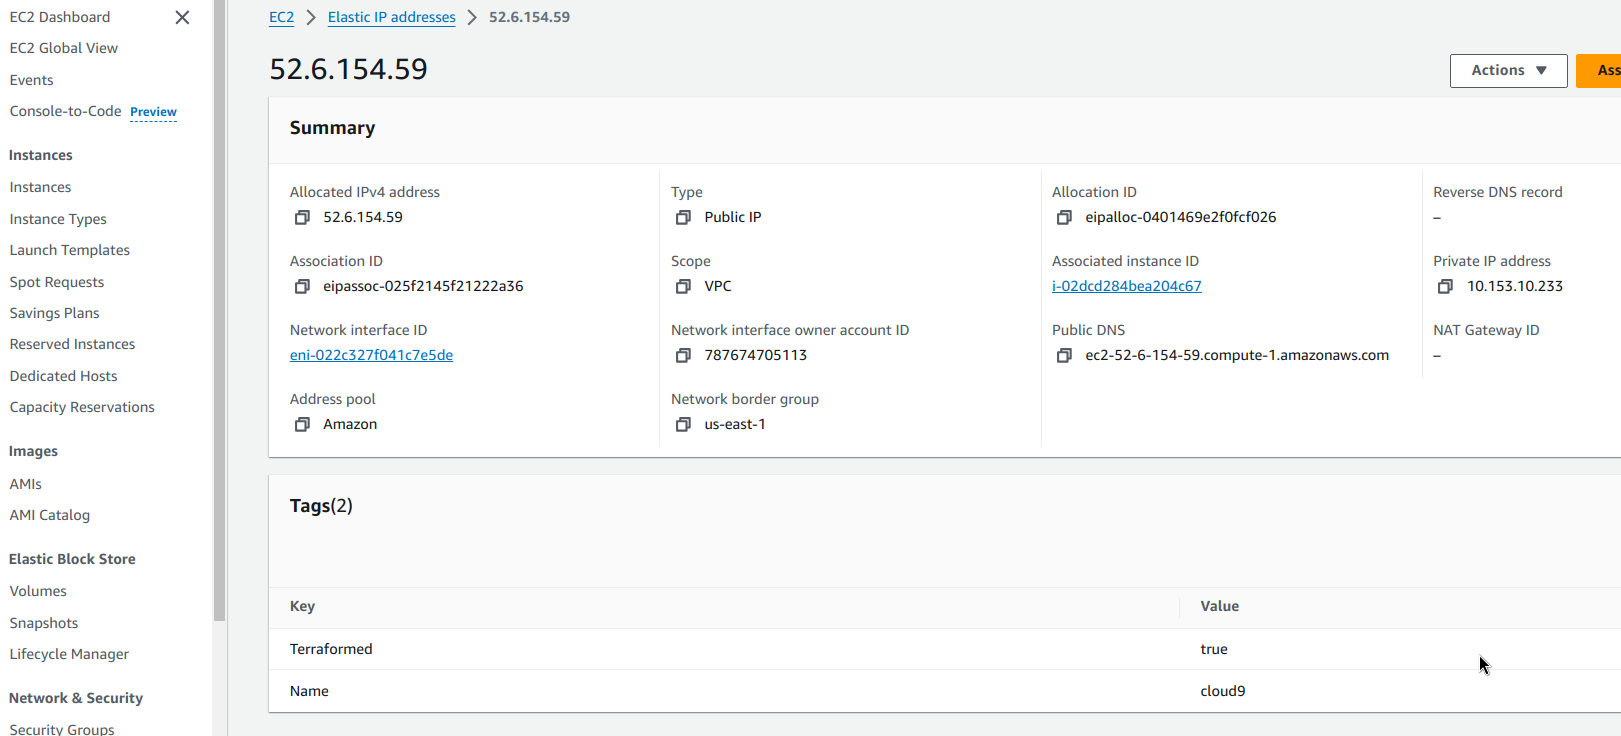 EC2 Dashboard
EC2 Global View
Events
Console-to-Code Preview
Instances
Instances
Instance Types
Launch Templates
Spot Requests
Savings Plans
Reserved Instances
Dedicated Hosts
Capacity Reservations
Images
AMIs
AMI Catalog
Elastic Block Store
Volumes
Snapshots
Lifecycle Manager
Network & Security
Security Groups
EC2 > Elastic IP addresses > 52.6.154.59
52.6.154.59
Actions
Ass
Summary
Allocated IPv4 address
52.6.154.59
Type
Public IP
Allocation ID
eipalloc-0401469e2f0fcf026
Reverse DNS record
–
Association ID
eipassoc-025f2145f21222a36
Scope
VPC
Associated instance ID
i-02dcd284bea204c67
Private IP address
10.153.10.233
Network interface ID
eni-022c327f041c7e5de
Network interface owner account ID
787674705113
Public DNS
ec2-52-6-154-59.compute-1.amazonaws.com
NAT Gateway ID
–
Address pool
Amazon
Network border group
us-east-1
Tags(2)
Key Value
Terraformed true
Name cloud9